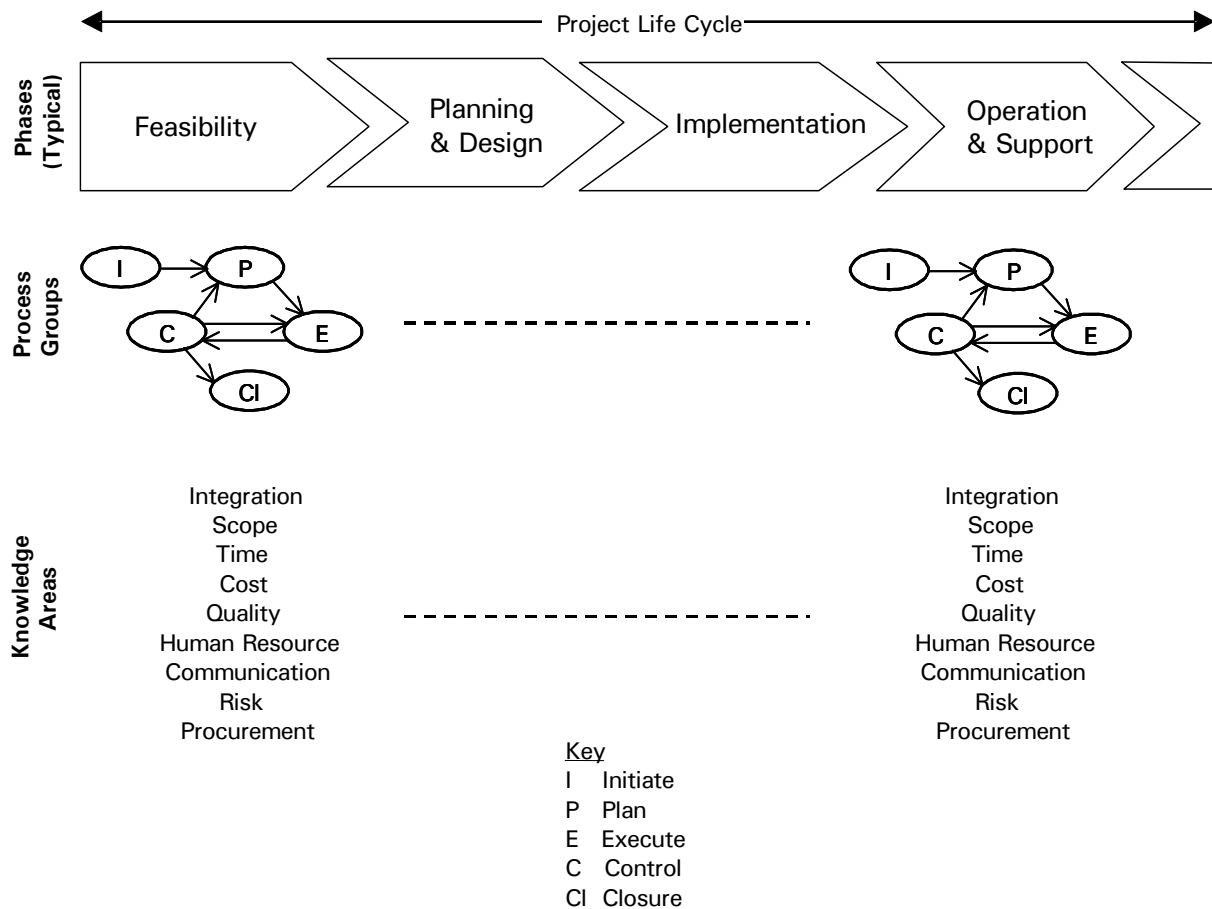 Project Life Cycle
Phases
(Typical)
Feasibility
Planning
& Design
Implementation
Operation
& Support
Process
Groups
I
P
C
E
Cl
I
P
C
E
Cl
Knowledge
Areas
Integration
Scope
Time
Cost
Quality
Human Resource
Communication
Risk
Procurement
Integration
Scope
Time
Cost
Quality
Human Resource
Communication
Risk
Procurement
Key
I Initiate
P Plan
E Execute
C Control
Cl Closure